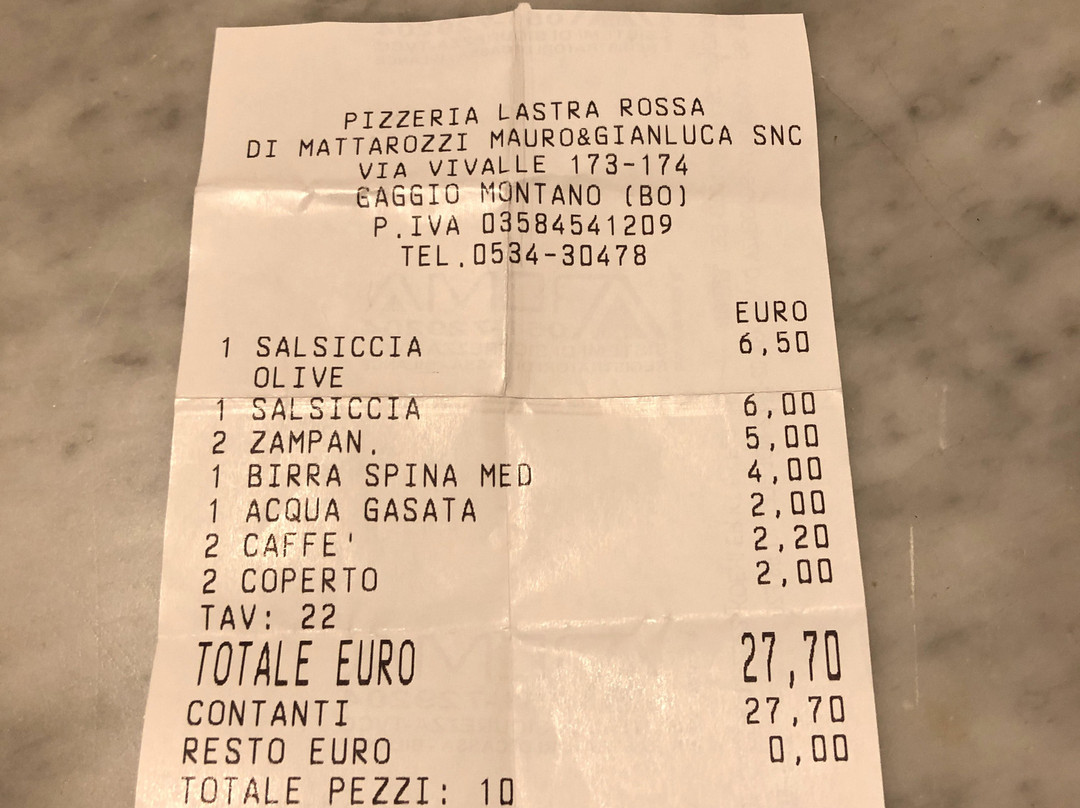 PIZZERIA LASTRA ROSSA
DI MATTAROZZI MAURO&GIANLUCA SNC
VIA VIVALLE 173-174
GAGGIO MONTANO (BO)
P.IVA 03584541209
TEL.0534-30478
EURO
1 SALSICCIA 6,50
OLIVE
1 SALSICCIA 6,00
2 ZAMPAN. 5,00
1 BIRRA SPINA MED 4,00
1 ACQUA GASATA 2,00
2 CAFFE' 2,20
2 COPERTO 2,00
TAV: 22
TOTALE EURO 27,70
CONTANTI 27,70
RESTO EURO 0,00
TOTALE PEZZI: 10